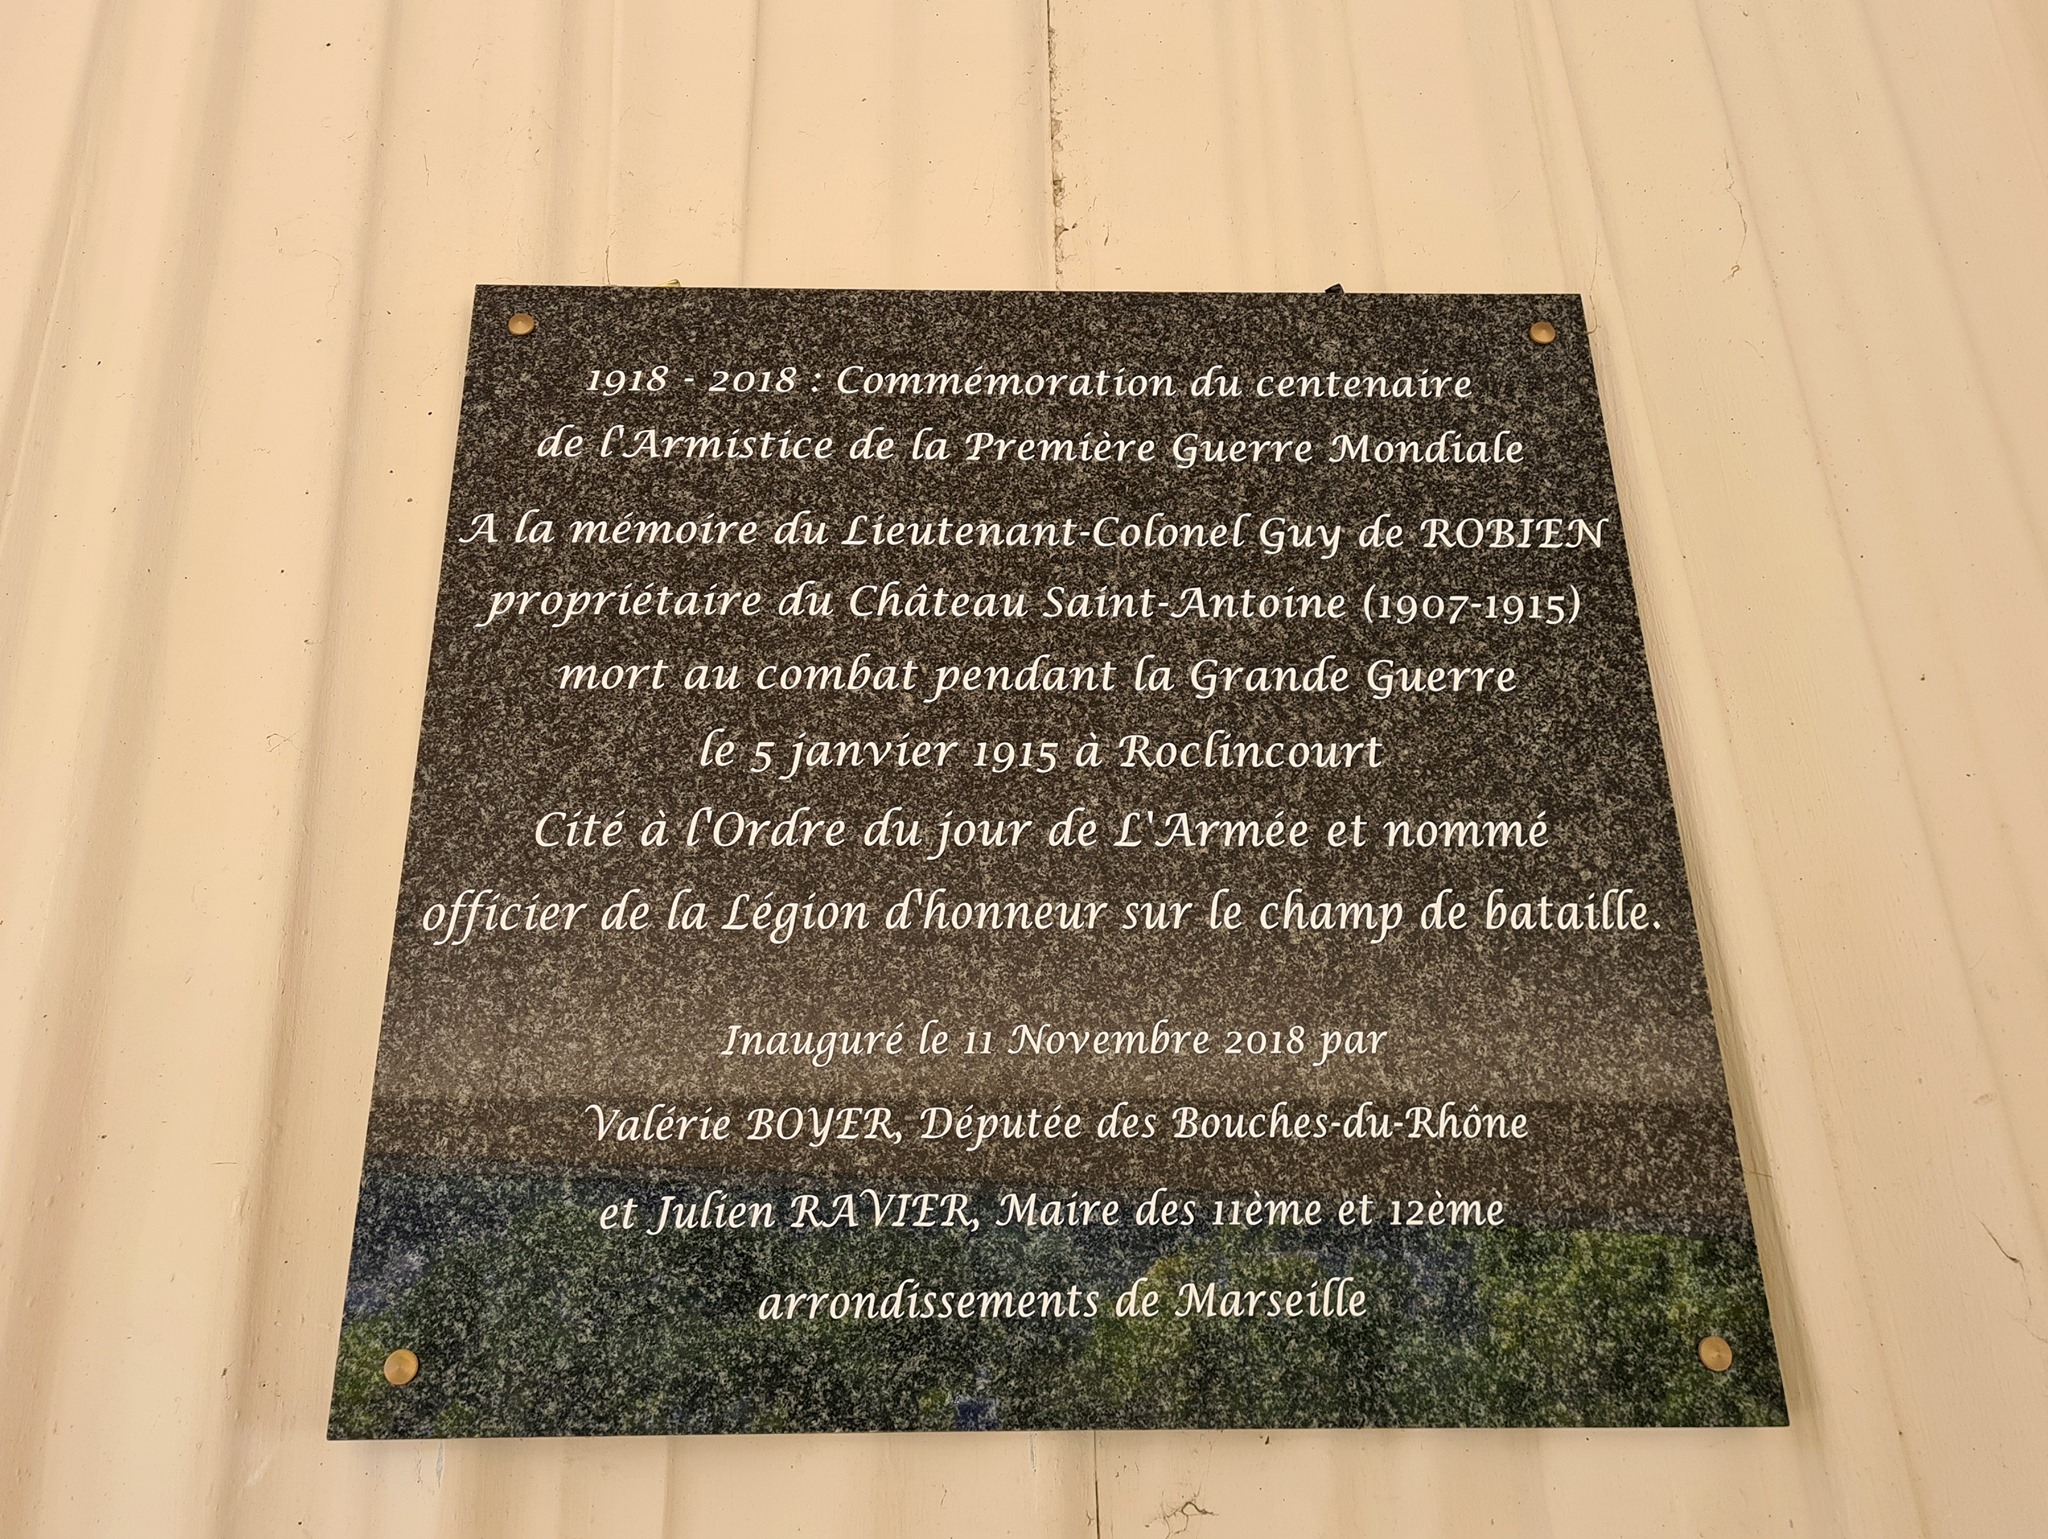 1918 - 2018 : Commémoration du centenaire
de l'Armistice de la Première Guerre Mondiale
A la mémoire du Lieutenant-Colonel Guy de ROBIEN
propriétaire du Château Saint-Antoine (1907-1915)
mort au combat pendant la Grande Guerre
le 5 janvier 1915 à Roclincourt
Cité à l'Ordre du jour de L'Armée et nommé
officier de la Légion d'honneur sur le champ de bataille.
Inauguré le 11 Novembre 2018 par
Valérie BOYER, Députée des Bouches-du-Rhône
et Julien RAVIER, Maire des 11ème et 12ème
arrondissements de Marseille